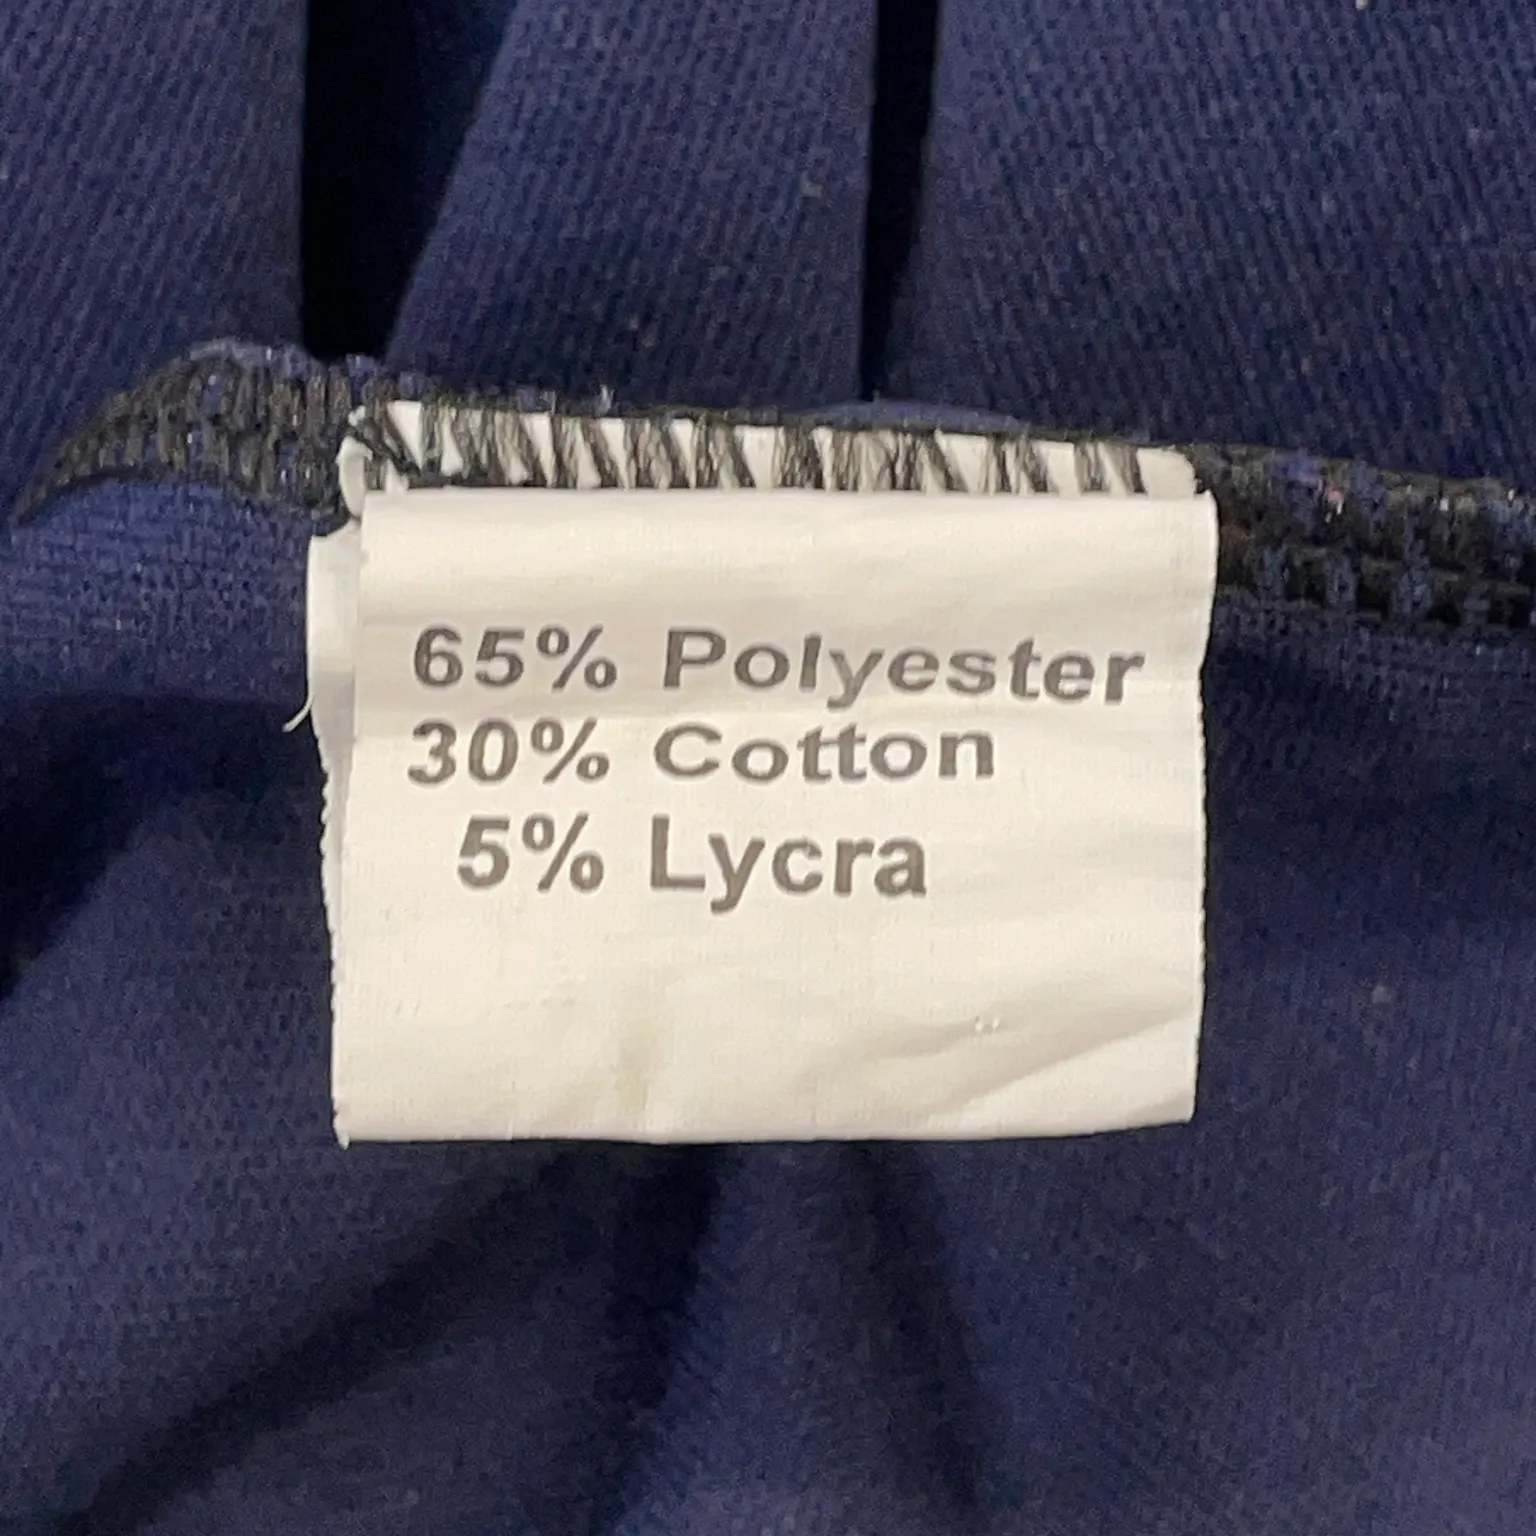 65% Polyester
30% Cotton
5% Lycra